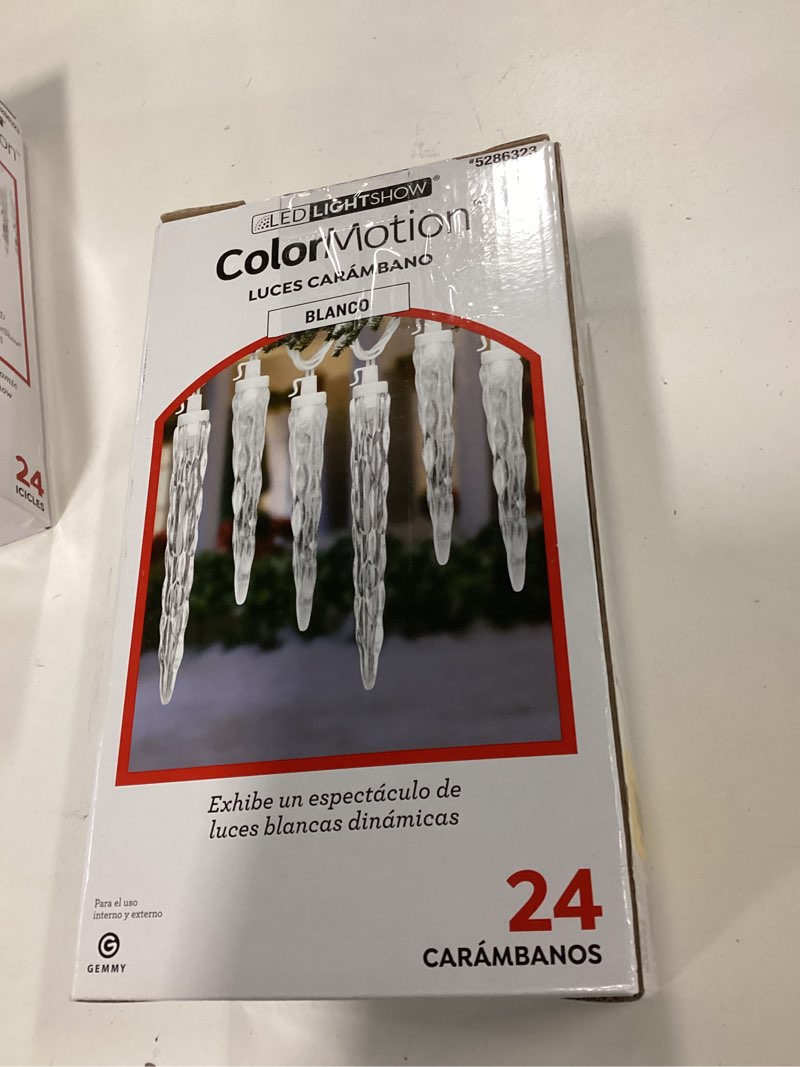 #5286323
LED LIGHTSHOW®
ColorMotion™
LUCES CARÁMBANO
BLANCO
Exhibe un espectáculo de
luces blancas dinámicas
Para el uso
interno y externo
GEMMY
24
CARÁMBANOS
24
ICICLES